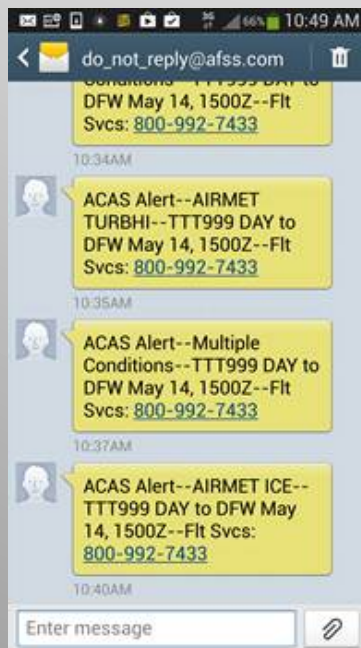 66% 10:49 AM
do_not_reply@afss.com
Conditions--TTT999 DAY to
DFW May 14, 1500Z--Flt
Svcs: 800-992-7433
10:34AM
ACAS Alert--AIRMET
TURBHI--TTT999 DAY to
DFW May 14, 1500Z--Flt
Svcs: 800-992-7433
10:35AM
ACAS Alert--Multiple
Conditions--TTT999 DAY to
DFW May 14, 1500Z--Flt
Svcs: 800-992-7433
10:37AM
ACAS Alert--AIRMET ICE--
TTT999 DAY to DFW May
14, 1500Z--Flt Svcs:
800-992-7433
10:40AM
Enter message